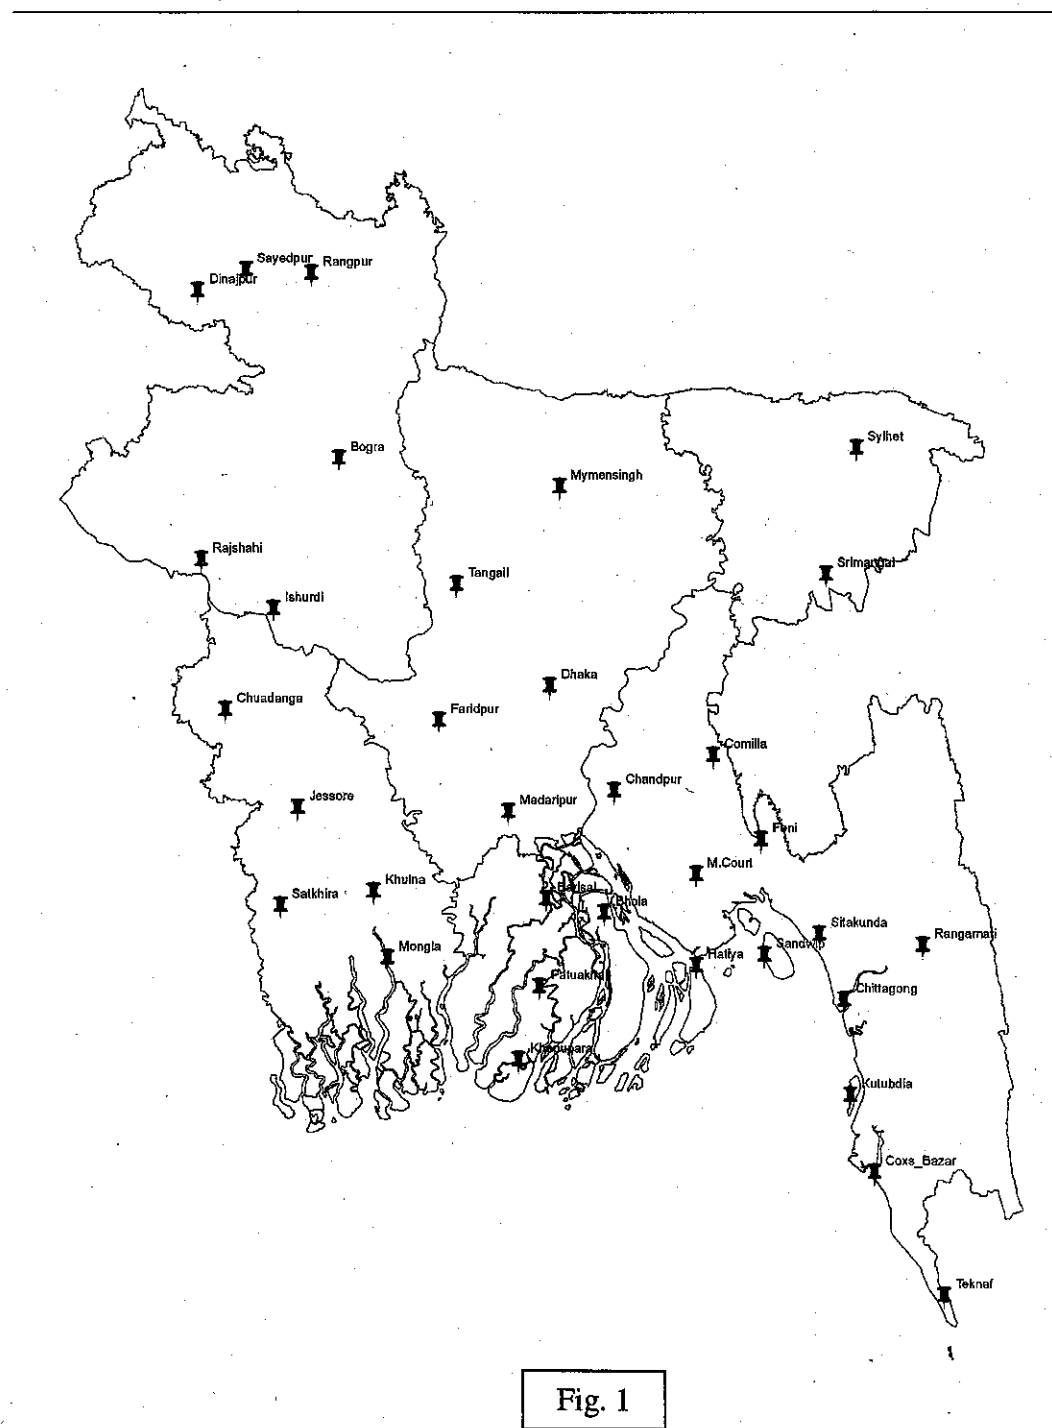 Sayedpur
Rangpur
Dinajpur
Sylhet
Bogra
Mymensingh
Rajshahi
Srimangal
Tangail
Ishurdi
Dhaka
Chuadanga
Faridpur
Comilla
Chandpur
Jessore
Madaripur
Feni
M.Court
Khulna
Barisal
Satkhira
Bhola
Sitakunda
Rangamati
Mongla
Sandwip
Hatiya
Patuakhali
Chittagong
Khepupara
Kutubdia
Coxs_Bazar
Teknaf
Fig. 1